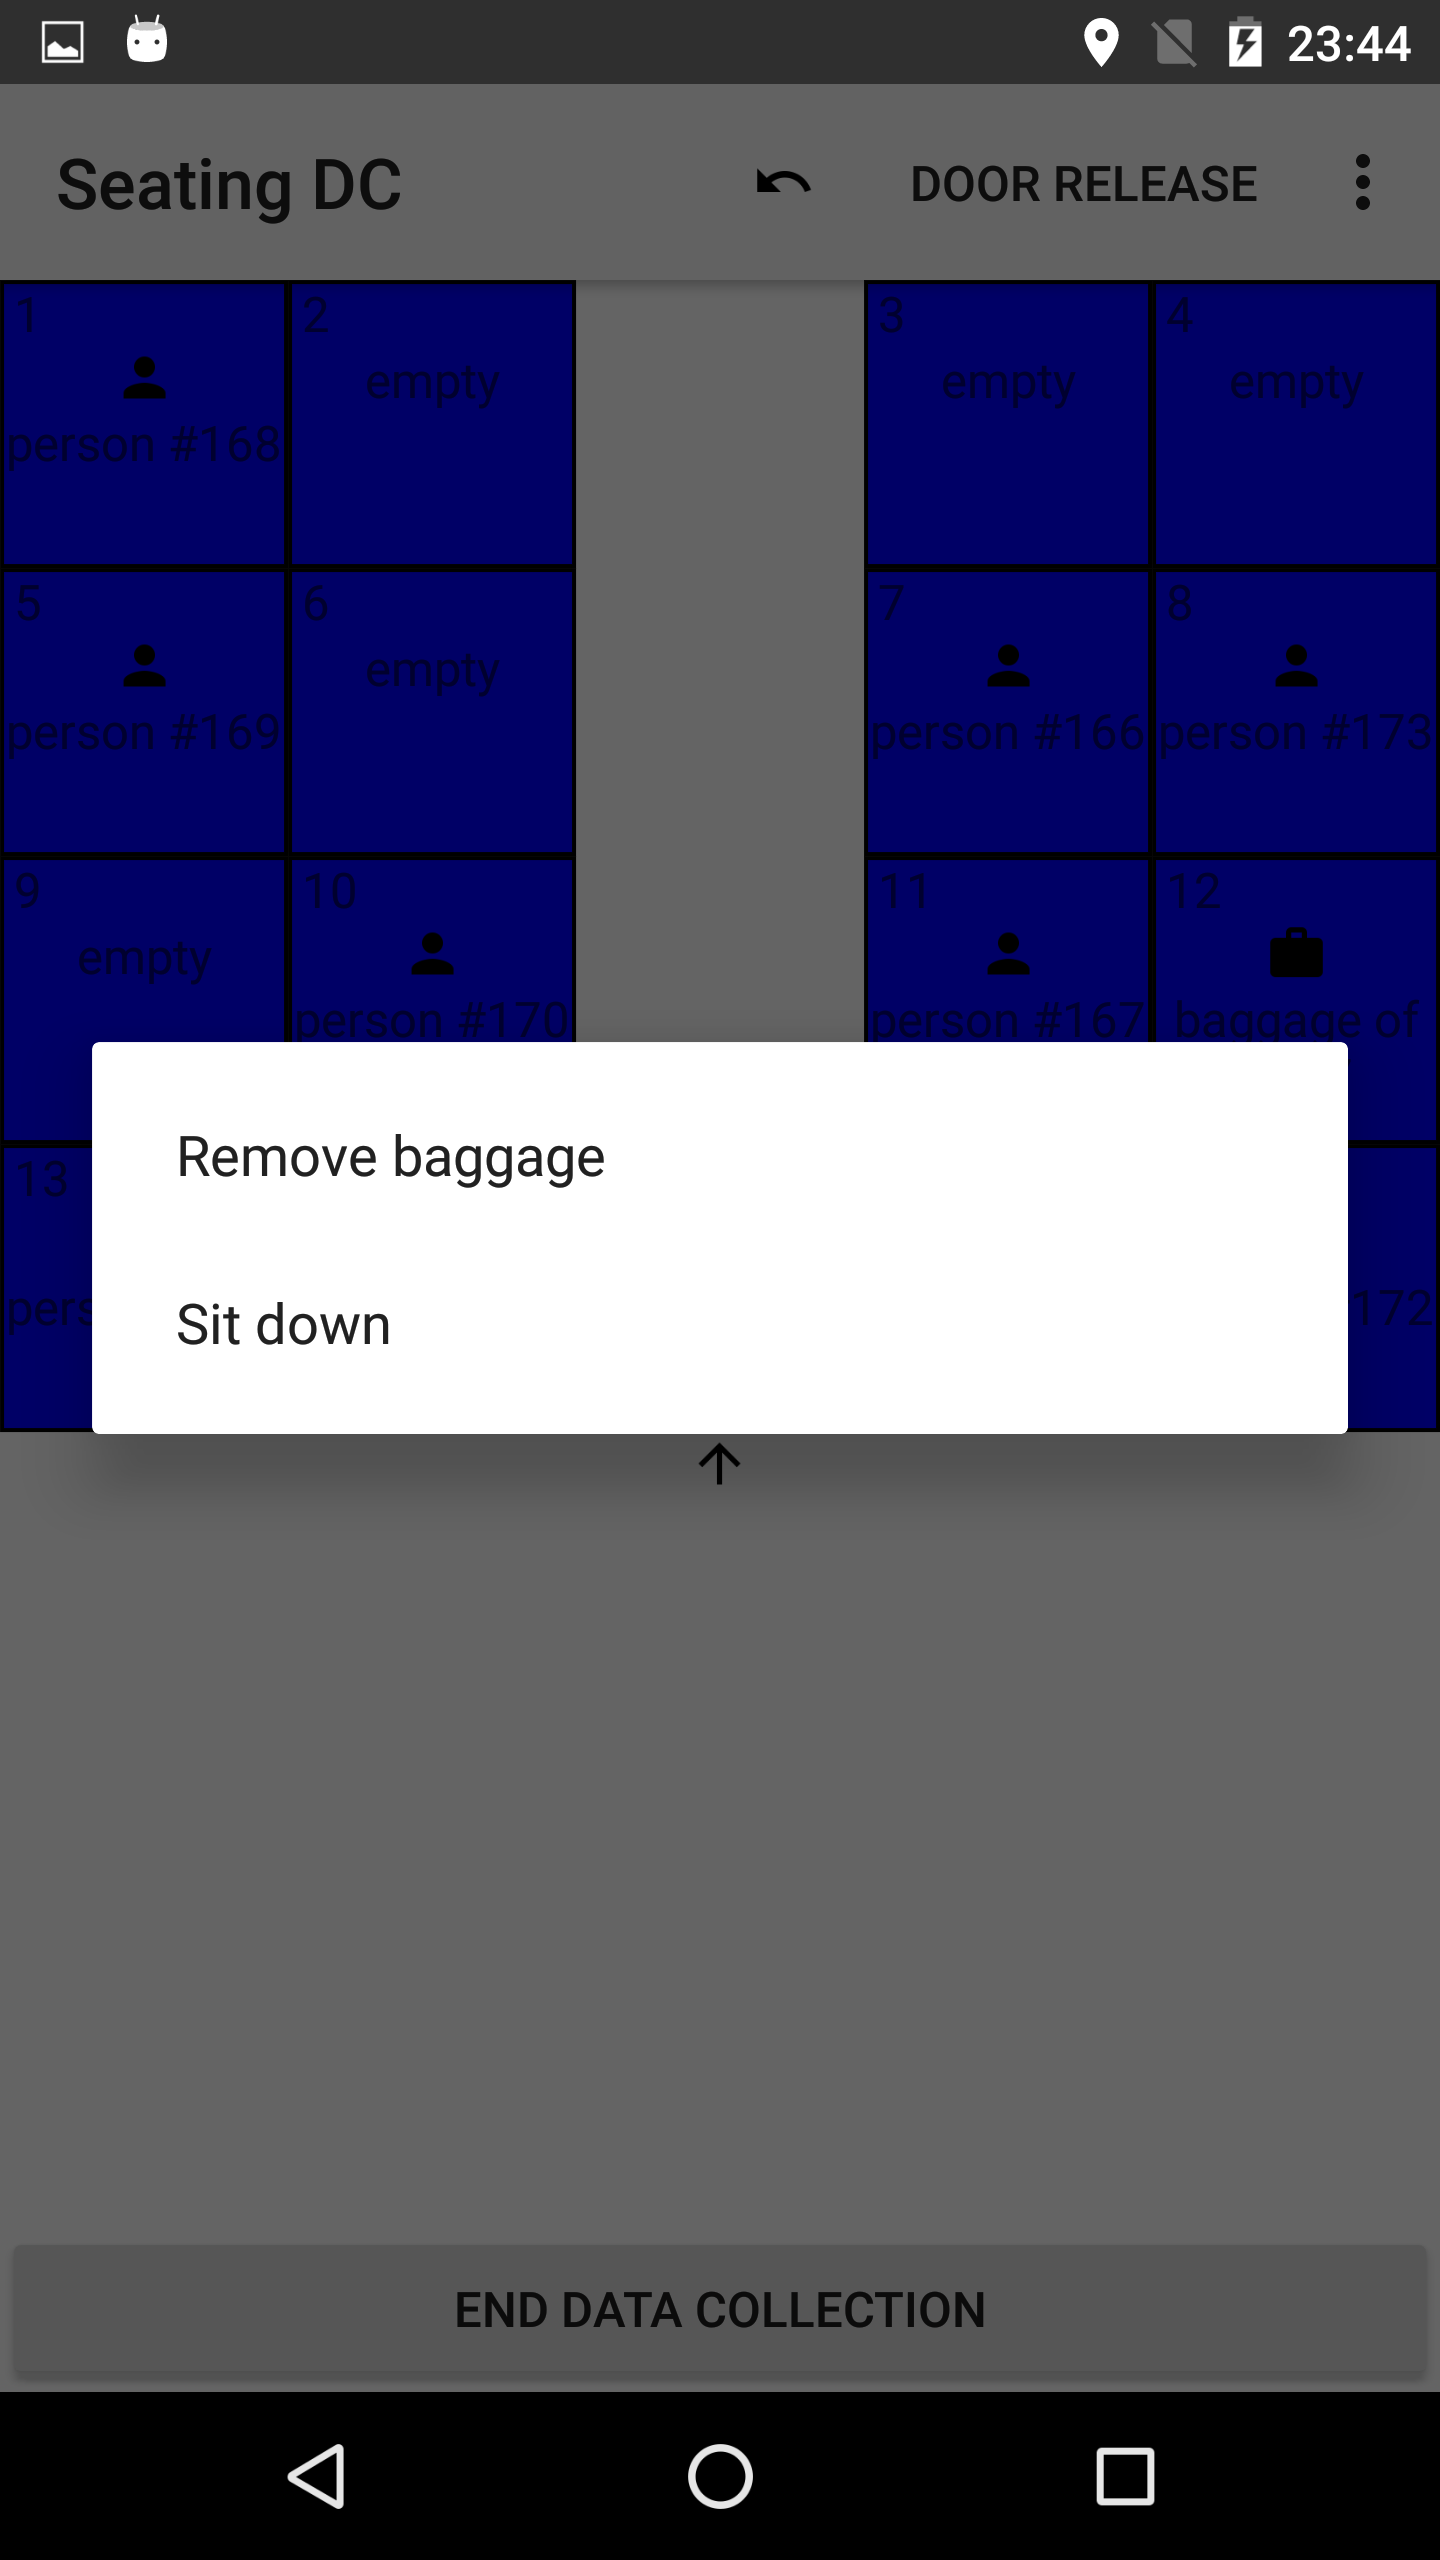 23:44
Seating DC DOOR RELEASE
1 2 3 4
empty empty empty
person #168
5 6 7 8
empty
person #169 person #166 person #173
9 10 11 12
empty
person #170 person #167 baggage of
Remove baggage
13
Sit down
pers 172
END DATA COLLECTION